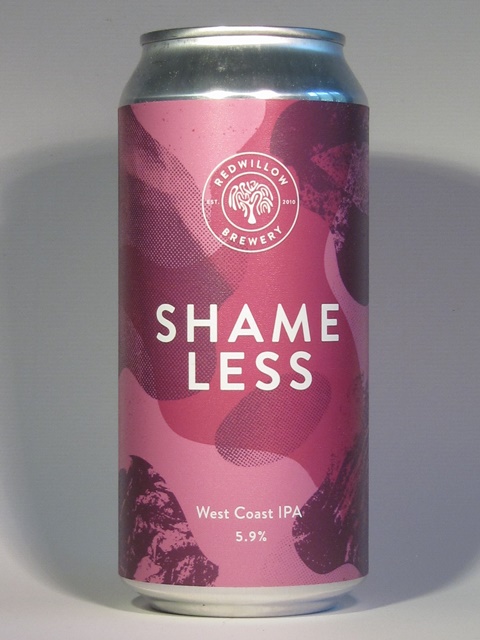 REDWILLOW
EST. 2010
BREWERY
SHAME
LESS
West Coast IPA
5.9%